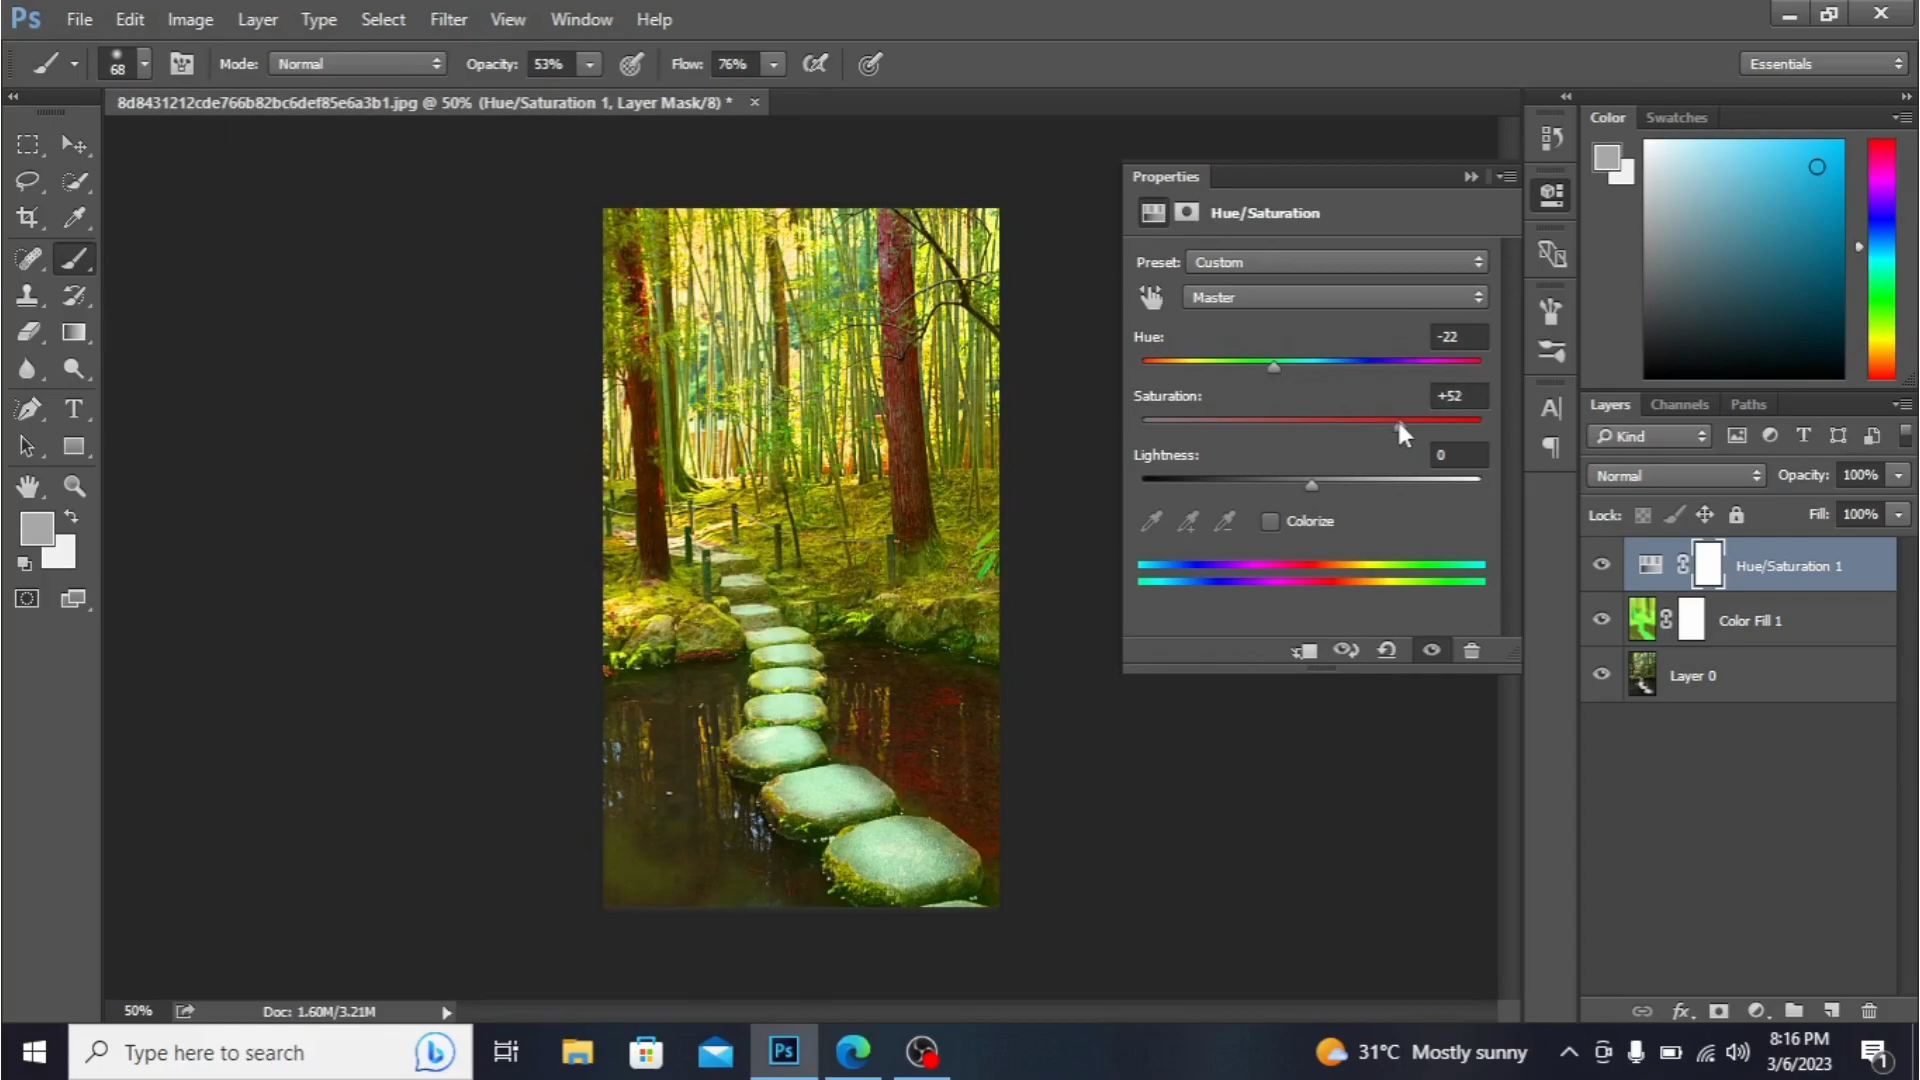 Ps File Edit Image Layer Type Select Filter View Window Help
68 Mode: Normal Opacity: 53% Flow: 76% Essentials
8d8431212cde766b82bc6def85e6a3b1.jpg @ 50% (Hue/Saturation 1, Layer Mask/8) * ×
Color Swatches
Properties
Hue/Saturation
Preset: Custom
Master
Hue: -22
Saturation: +52
Lightness: 0
Colorize
Layers Channels Paths
Kind
Normal Opacity: 100%
Lock: Fill: 100%
Hue/Saturation 1
Color Fill 1
Layer 0
50% Doc: 1.60M/3.21M
Type here to search
Ps
31°C Mostly sunny
8:16 PM
3/6/2023
1